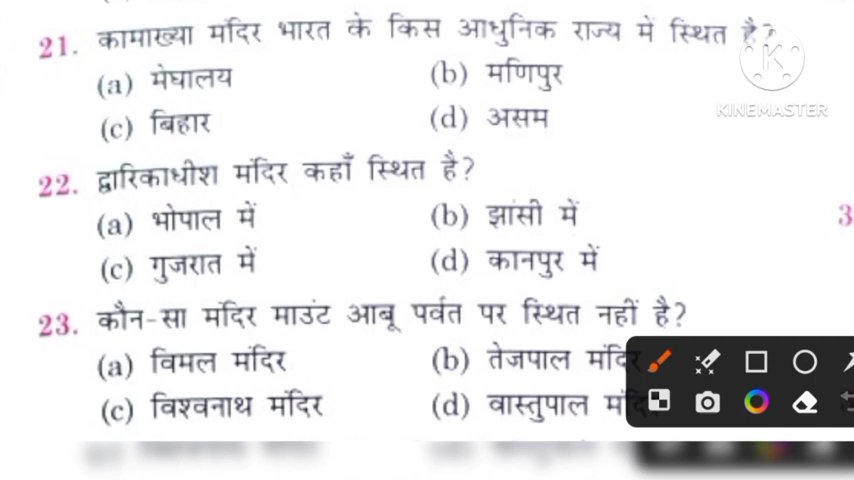 21. कामाख्या मंदिर भारत के किस आधुनिक राज्य में स्थित है?
(a) मेघालय (b) मणिपुर
(c) बिहार (d) असम
22. द्वारिकाधीश मंदिर कहाँ स्थित है?
(a) भोपाल में (b) झांसी में
(c) गुजरात में (d) कानपुर में
23. कौन-सा मंदिर माउंट आबू पर्वत पर स्थित नहीं है?
(a) विमल मंदिर (b) तेजपाल मंदिर
(c) विश्वनाथ मंदिर (d) वास्तुपाल
3
K
KINEMASTER